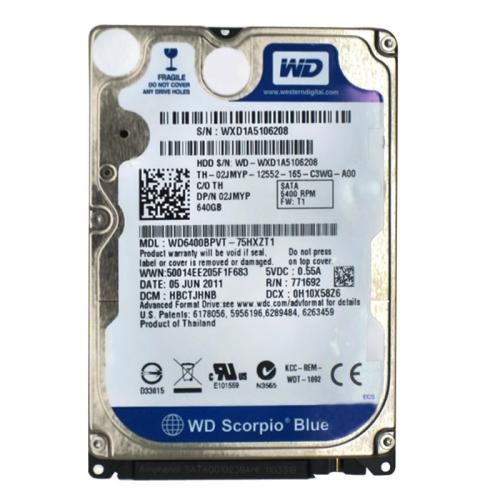 FRAGILE
DO NOT COVER
ANY DRIVE HOLES
WD
www.westerndigital.com
S/N: WXD1A5106208
HDD S/N: WD-WXD1A5106208
TH-02JMYP-12552-165-C3WG-A00
C/O TH
DP/N 02JMYP
640GB
SATA
5400 RPM
FW: T1
MDL: WD6400BPVT-75HXZT1
Product warranty will be void if seal,
label or cover is removed or damaged.
Do not press
on top cover.
WWN:50014EE205F1F683
5VDC: 0.55A
DATE: 05 JUN 2011
R/N: 771692
DCM: HBCTJHNB
DCX: 0H10X58Z6
Advanced Format Drive:see www.wdc.com/advformat for details
U.S. Patents: 6178056, 5956196,6289484, 6263459
Product of Thailand
D33015
E101559
N3565
KCC-REM-
WDT-1092
CE
ECS
WD Scorpio® Blue